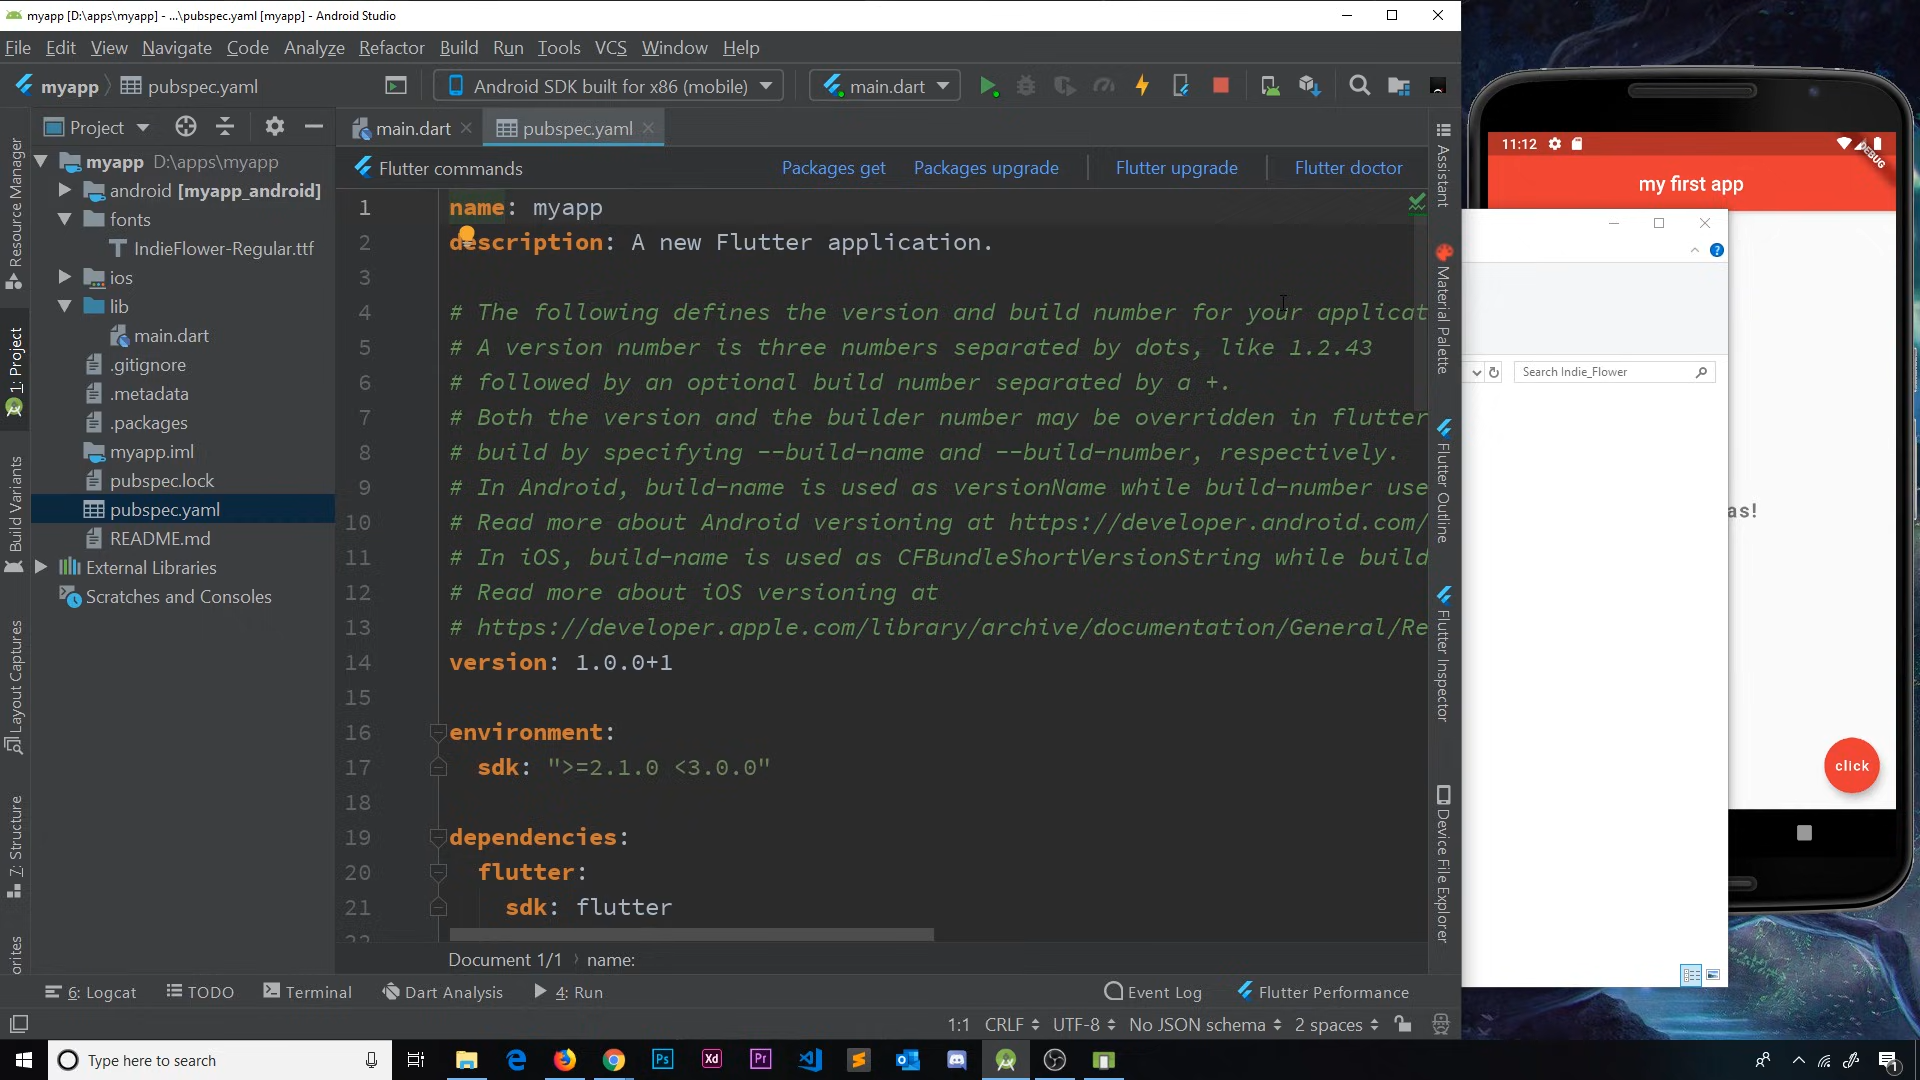 myapp [D:\apps\myapp] - ...\pubspec.yaml [myapp] - Android Studio
File Edit View Navigate Code Analyze Refactor Build Run Tools VCS Window Help
myapp pubspec.yaml Android SDK built for x86 (mobile) main.dart
Project main.dart pubspec.yaml
Flutter commands Packages get Packages upgrade Flutter upgrade Flutter doctor
myapp D:\apps\myapp
android [myapp_android]
fonts
IndieFlower-Regular.ttf
ios
lib
main.dart
.gitignore
.metadata
.packages
myapp.iml
pubspec.lock
pubspec.yaml
README.md
External Libraries
Scratches and Consoles
Resource Manager
1: Project
Build Variants
Layout Captures
7: Structure
orites
1 name: myapp
2 description: A new Flutter application.
3
4 # The following defines the version and build number for your applicat
5 # A version number is three numbers separated by dots, like 1.2.43
6 # followed by an optional build number separated by a +.
7 # Both the version and the builder number may be overridden in flutter
8 # build by specifying --build-name and --build-number, respectively.
9 # In Android, build-name is used as versionName while build-number use
10 # Read more about Android versioning at https://developer.android.com/
11 # In iOS, build-name is used as CFBundleShortVersionString while build
12 # Read more about iOS versioning at
13 # https://developer.apple.com/library/archive/documentation/General/Re
14 version: 1.0.0+1
15
16 environment:
17 sdk: ">=2.1.0 <3.0.0"
18
19 dependencies:
20 flutter:
21 sdk: flutter
Document 1/1 › name:
Assistant
Material Palette
Flutter Outline
Flutter Inspector
Device File Explorer
6: Logcat TODO Terminal Dart Analysis 4: Run Event Log Flutter Performance
1:1 CRLF UTF-8 No JSON schema 2 spaces
11:12
DEBUG
my first app
?
Search Indie_Flower
as!
click
Type here to search
Ps Xd Pr
1